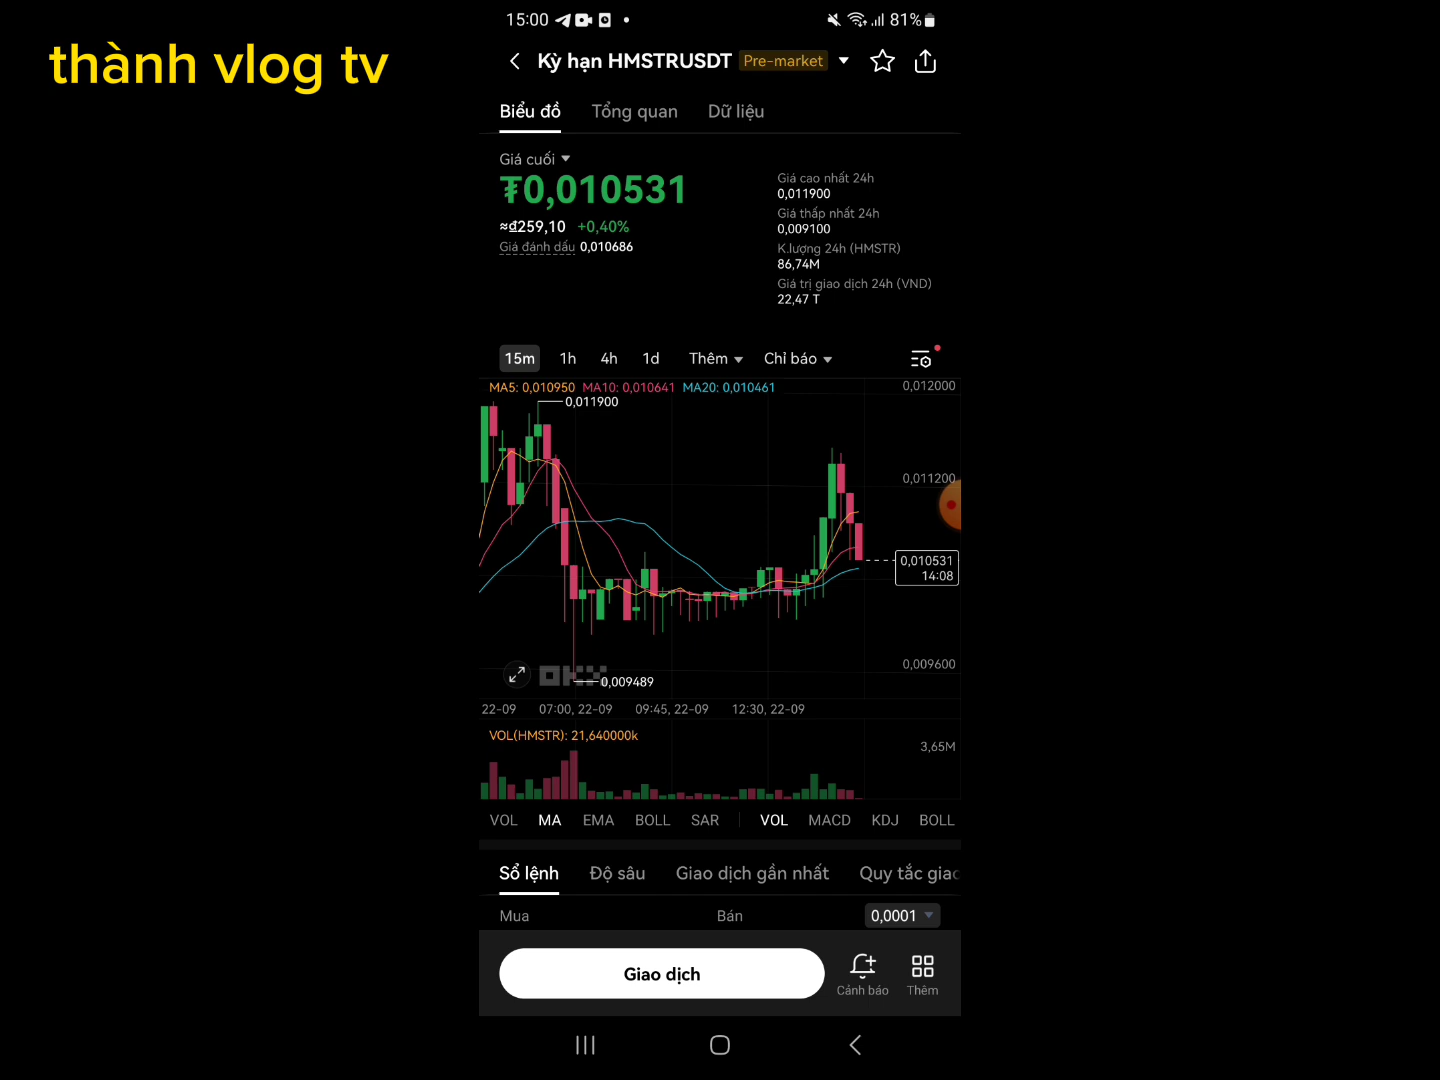 thành vlog tv
15:00 81%
Kỳ hạn HMSTRUSDT Pre-market
Biểu đồ Tổng quan Dữ liệu
Giá cuối
₮0,010531
≈₫259,10 +0,40%
Giá đánh dấu 0,010686
Giá cao nhất 24h
0,011900
Giá thấp nhất 24h
0,009100
K.lượng 24h (HMSTR)
86,74M
Giá trị giao dịch 24h (VND)
22,47 T
15m 1h 4h 1d Thêm Chỉ báo
MA5: 0,010950 MA10: 0,010641 MA20: 0,010461
0,012000
0,011900
0,011200
0,010531
14:08
0,009600
OKX
0,009489
22-09 07:00, 22-09 09:45, 22-09 12:30, 22-09
VOL(HMSTR): 21,640000k
3,65M
VOL MA EMA BOLL SAR VOL MACD KDJ BOLL
Sổ lệnh Độ sâu Giao dịch gần nhất Quy tắc giao
Mua Bán 0,0001
Giao dịch
Cảnh báo Thêm